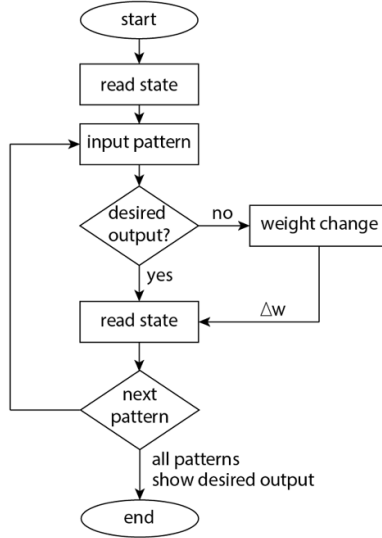 start
read state
input pattern
desired
output?
no
weight change
yes
read state
Δw
next
pattern
all patterns
show desired output
end